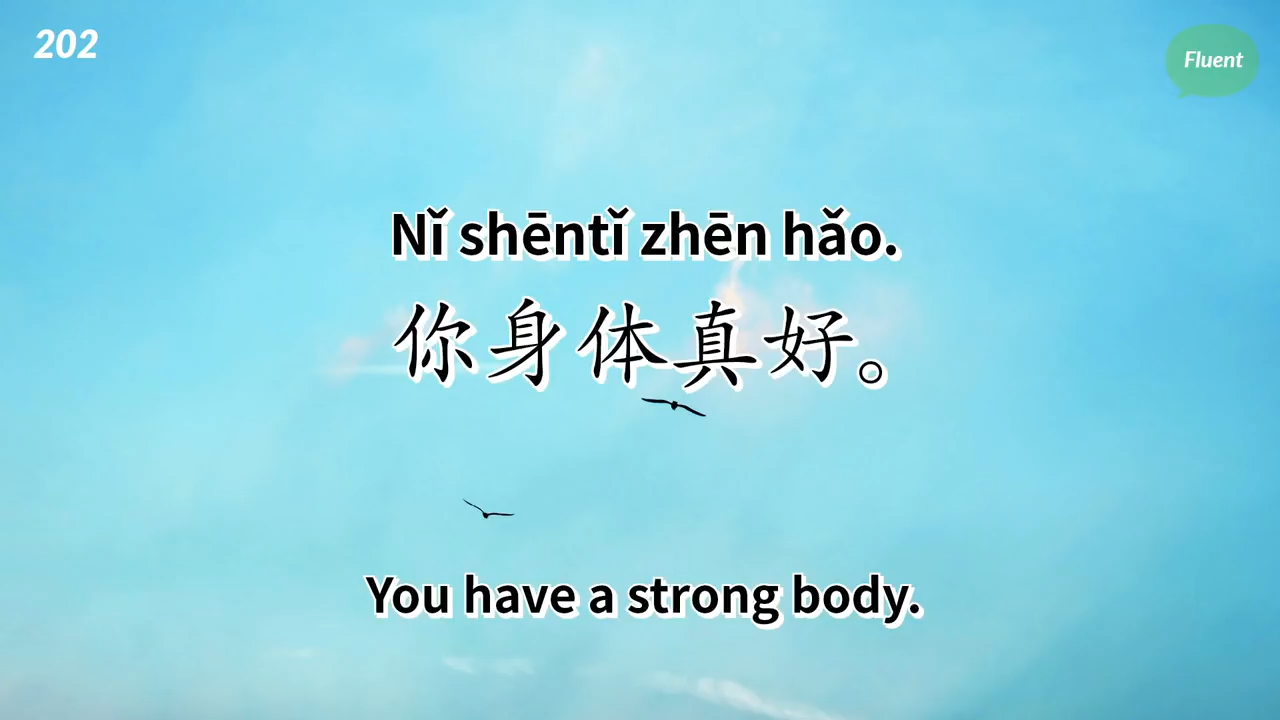 202
Fluent
Nǐ shēntǐ zhēn hǎo.
你身体真好。
You have a strong body.